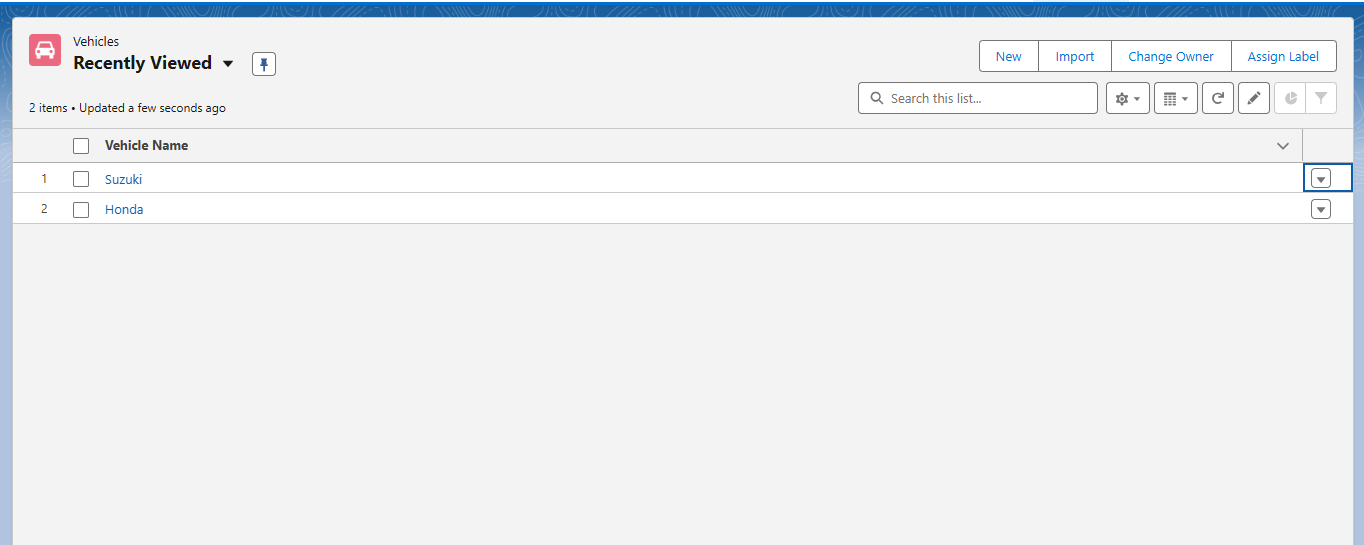 Vehicles
Recently Viewed
New Import Change Owner Assign Label
2 items • Updated a few seconds ago
Search this list...
Vehicle Name
1 Suzuki
2 Honda